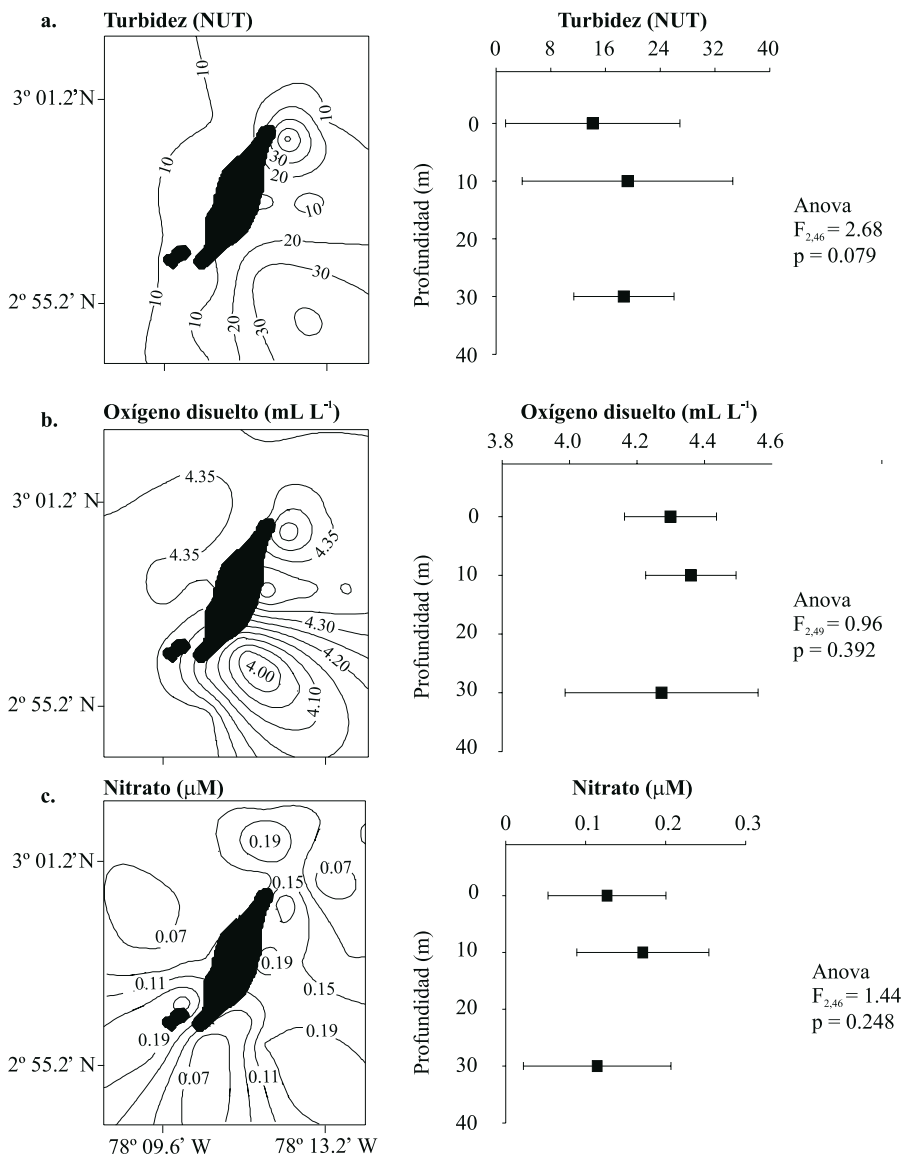 a.
Turbidez (NUT)
3º 01.2' N
2º 55.2' N
10
10
10
10
10
10
20
20
20
30
30
30
Turbidez (NUT)
0 8 16 24 32 40
Profundidad (m)
0
10
20
30
40
Anova
F2,46 = 2.68
p = 0.079
b.
Oxígeno disuelto (mL L-1)
3º 01.2' N
2º 55.2' N
4.35
4.35
4.35
4.30
4.20
4.10
4.00
Oxígeno disuelto (mL L-1)
3.8 4.0 4.2 4.4 4.6
Profundidad (m)
0
10
20
30
40
Anova
F2,49 = 0.96
p = 0.392
c.
Nitrato (µM)
3º 01.2' N
2º 55.2' N
0.19
0.07
0.15
0.07
0.19
0.11
0.15
0.19
0.19
0.07
0.11
78º 09.6' W 78º 13.2' W
Nitrato (µM)
0 0.1 0.2 0.3
Profundidad (m)
0
10
20
30
40
Anova
F2,46 = 1.44
p = 0.248